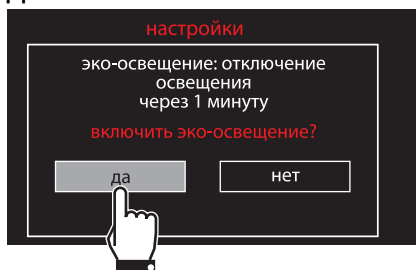 настройки
эко-освещение: отключение
освещения
через 1 минуту
включить эко-освещение?
да
нет